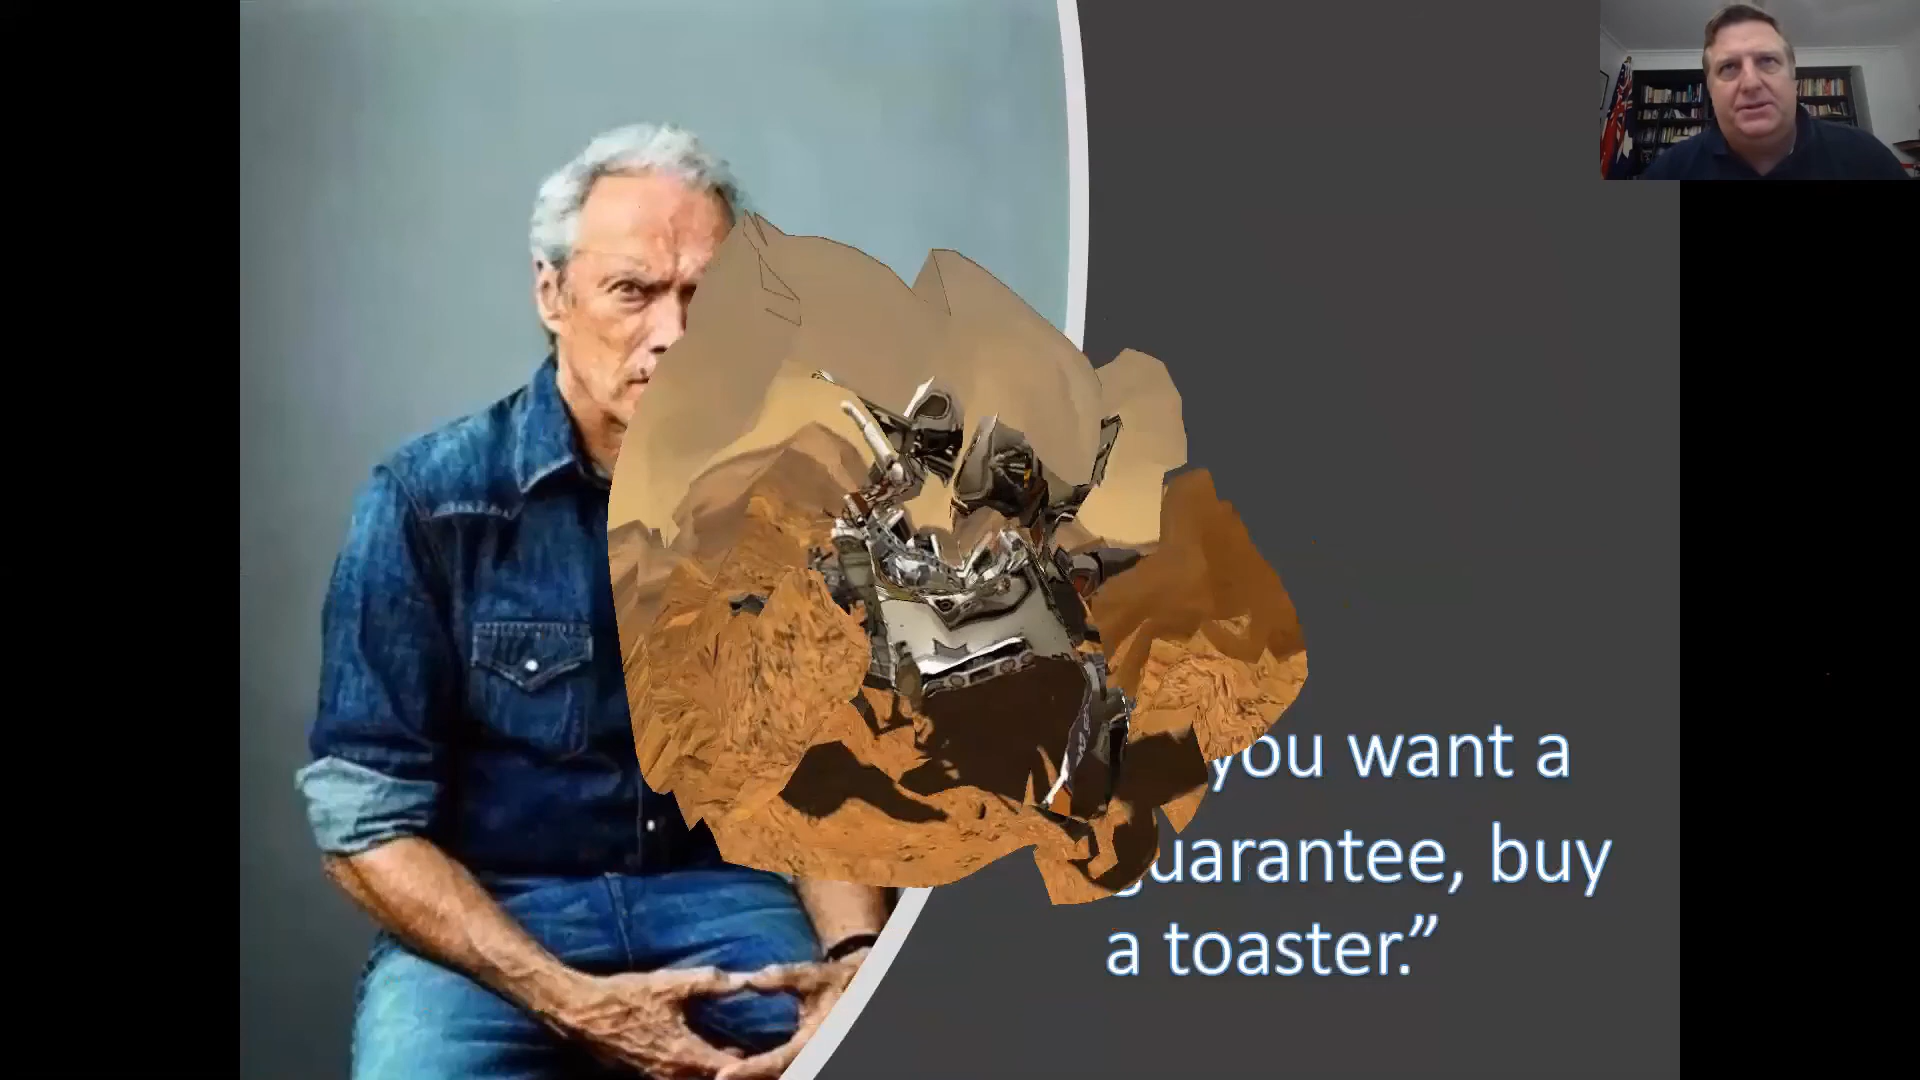 you want a
guarantee, buy
a toaster.”